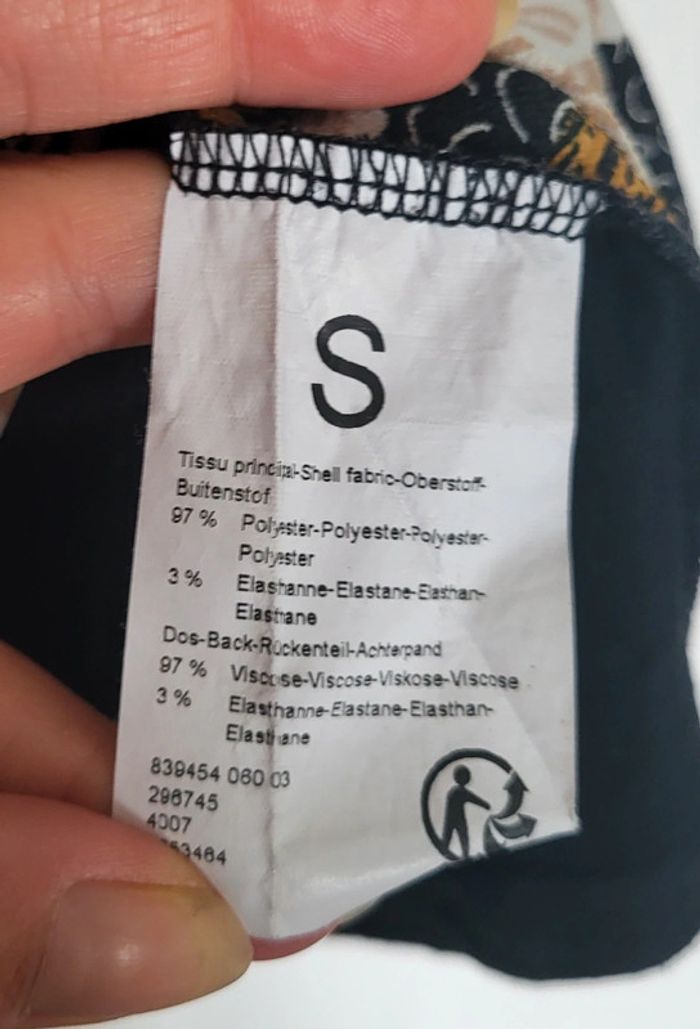 S
Tissu principal-Shell fabric-Oberstoff-
Buitenstof
97 % Polyester-Polyester-Polyester-
Polyester
3 % Elasthanne-Elastane-Elasthan-
Elasthane
Dos-Back-Rückenteil-Achterpand
97 % Viscose-Viscose-Viskose-Viscose
3 % Elasthanne-Elastane-Elasthan-
Elasthane
839454 060 03
296745
4007